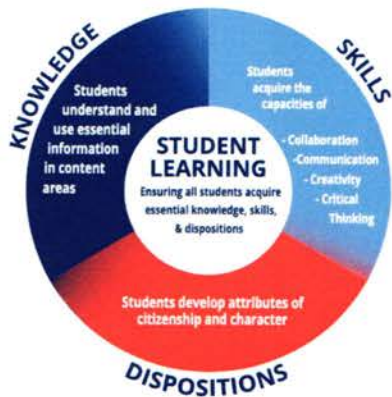 KNOWLEDGE
Students
understand and
use essential
information
in content
areas
SKILLS
Students
acquire the
capacities of
- Collaboration
-Communication
- Creativity
- Critical
Thinking
STUDENT
LEARNING
Ensuring all students acquire
essential knowledge, skills,
& dispositions
Students develop attributes of
citizenship and character
DISPOSITIONS